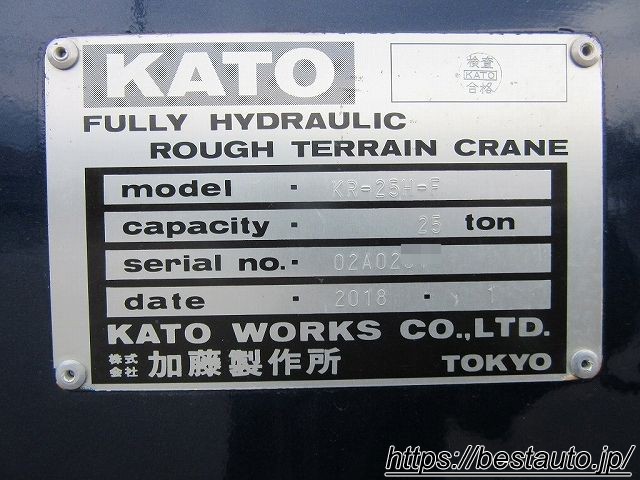 KATO
検査
KATO
合格
FULLY HYDRAULIC
ROUGH TERRAIN CRANE
model · KR-25H-F
capacity · 25 ton
serial no. · 02A02
date · 2018 · 1
KATO WORKS CO.,LTD.
株式会社 加藤製作所 TOKYO
https://bestauto.jp/